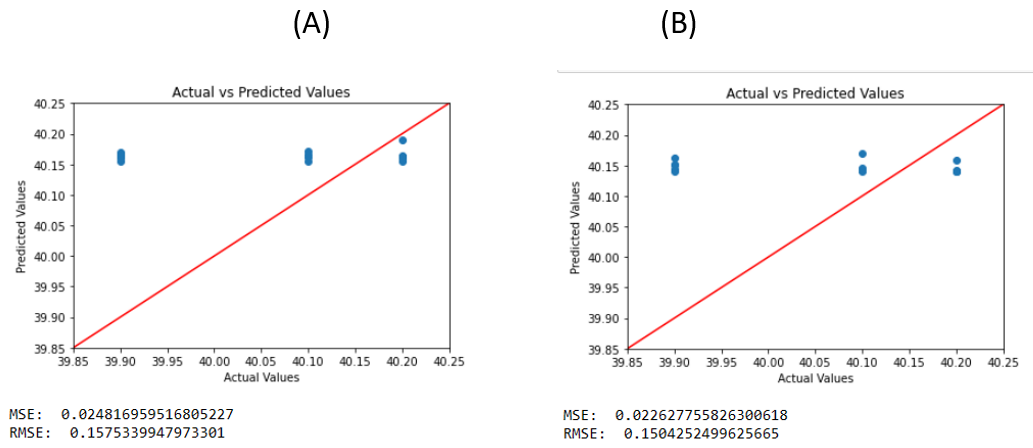 (A)
Actual vs Predicted Values
40.25
40.20
40.15
40.10
40.05
40.00
39.95
39.90
39.85
Predicted Values
39.85 39.90 39.95 40.00 40.05 40.10 40.15 40.20 40.25
Actual Values
MSE: 0.024816959516805227
RMSE: 0.1575339947973301
(B)
Actual vs Predicted Values
40.25
40.20
40.15
40.10
40.05
40.00
39.95
39.90
39.85
Predicted Values
39.85 39.90 39.95 40.00 40.05 40.10 40.15 40.20 40.25
Actual Values
MSE: 0.022627755826300618
RMSE: 0.1504252499625665